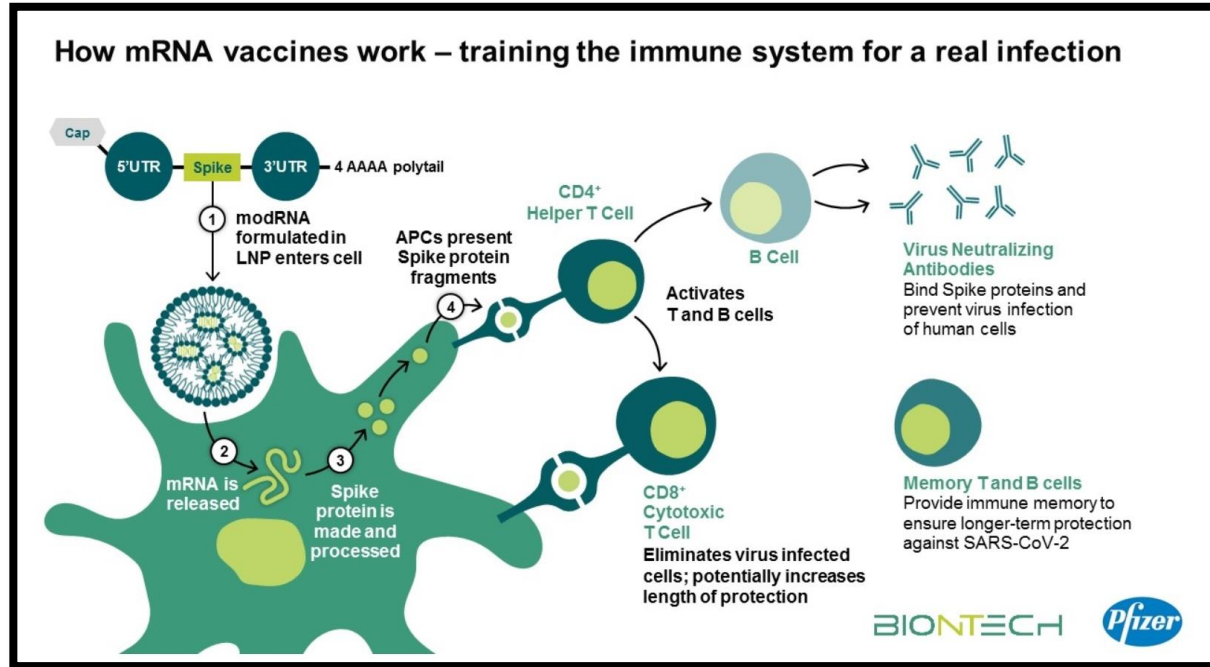 How mRNA vaccines work – training the immune system for a real infection
Cap
5'UTR
Spike
3'UTR
4 AAAA polytail
1
modRNA
formulated in
LNP enters cell
2
mRNA is
released
3
Spike
protein is
made and
processed
APCs present
Spike protein
fragments
4
CD4+
Helper T Cell
Activates
T and B cells
B Cell
CD8+
Cytotoxic
T Cell
Eliminates virus infected
cells; potentially increases
length of protection
Virus Neutralizing
Antibodies
Bind Spike proteins and
prevent virus infection
of human cells
Memory T and B cells
Provide immune memory to
ensure longer-term protection
against SARS-CoV-2
BIONTECH
Pfizer